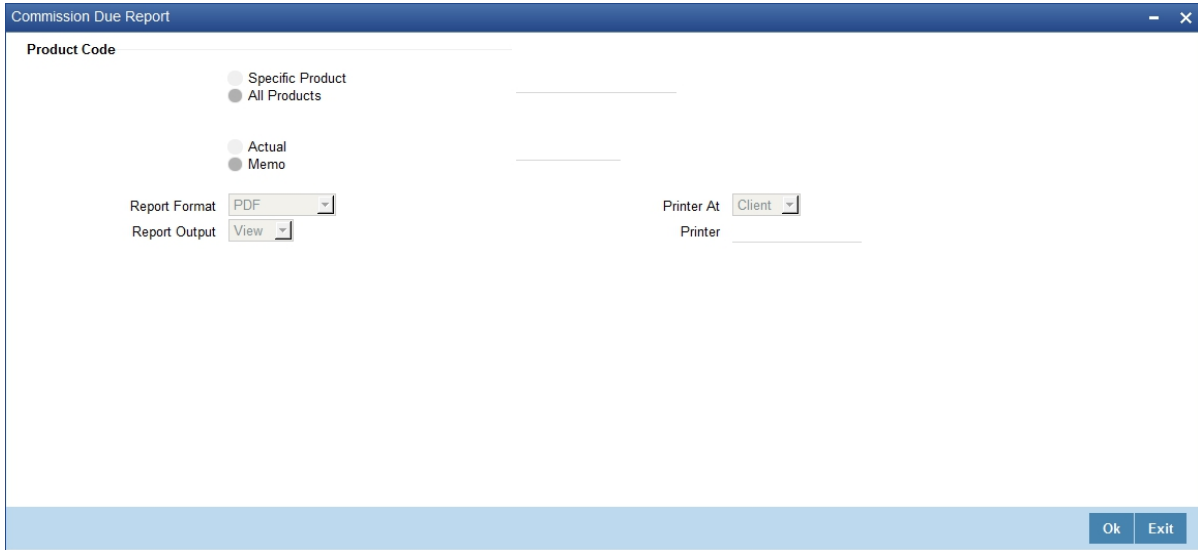 Commission Due Report
Product Code
Specific Product
All Products
Actual
Memo
Report Format PDF Printer At Client
Report Output View Printer
Ok Exit